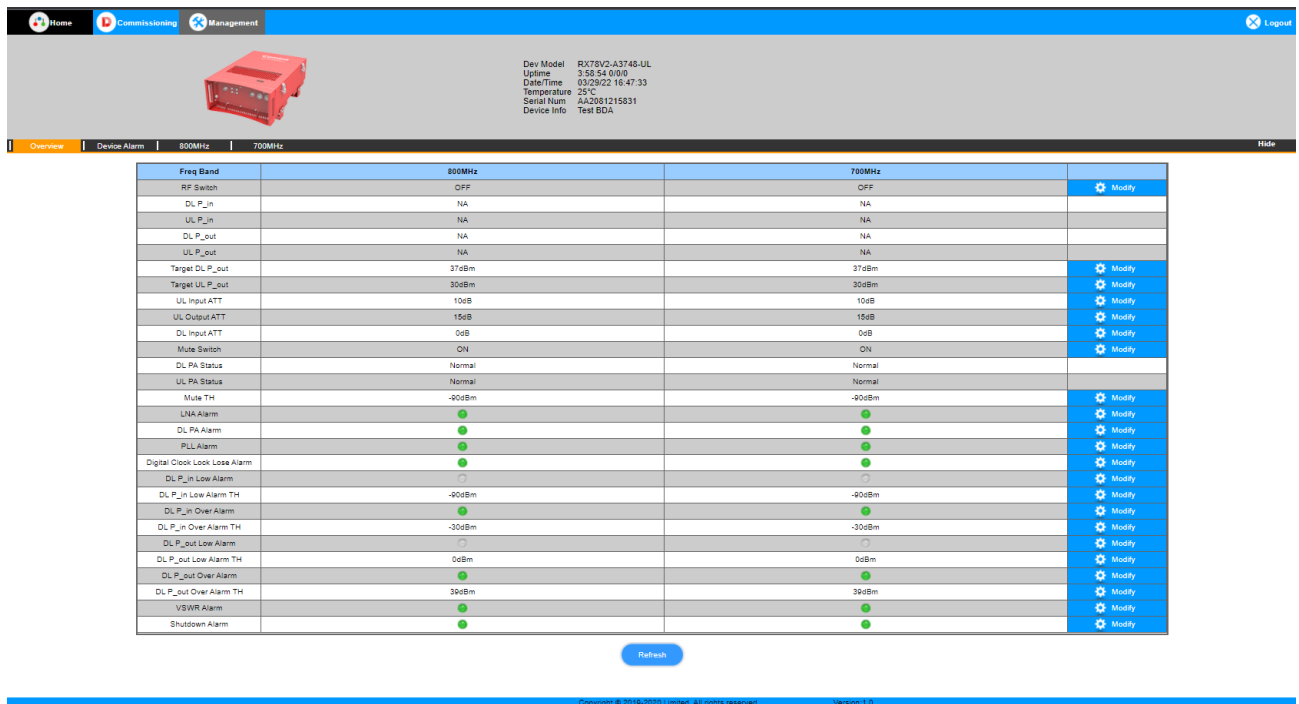 Home Commissioning Management Logout
Dev Model RX78V2-A3748-UL
Uptime 3:58:54 0/0/0
Date/Time 03/29/22 16:47:33
Temperature 25°C
Serial Num AA2081215831
Device Info Test BDA
Overview Device Alarm 800MHz 700MHz Hide
Freq Band 800MHz 700MHz
RF Switch OFF OFF Modify
DL P_in NA NA
UL P_in NA NA
DL P_out NA NA
UL P_out NA NA
Target DL P_out 37dBm 37dBm Modify
Target UL P_out 30dBm 30dBm Modify
UL Input ATT 10dB 10dB Modify
UL Output ATT 15dB 15dB Modify
DL Input ATT 0dB 0dB Modify
Mute Switch ON ON Modify
DL PA Status Normal Normal
UL PA Status Normal Normal
Mute TH -90dBm -90dBm Modify
LNA Alarm Modify
DL PA Alarm Modify
PLL Alarm Modify
Digital Clock Lock Lose Alarm Modify
DL P_in Low Alarm Modify
DL P_in Low Alarm TH -90dBm -90dBm Modify
DL P_in Over Alarm Modify
DL P_in Over Alarm TH -30dBm -30dBm Modify
DL P_out Low Alarm Modify
DL P_out Low Alarm TH 0dBm 0dBm Modify
DL P_out Over Alarm Modify
DL P_out Over Alarm TH 39dBm 39dBm Modify
VSWR Alarm Modify
Shutdown Alarm Modify
Refresh
Copyright © 2018-2020 Limited. All rights reserved. Version:1.0